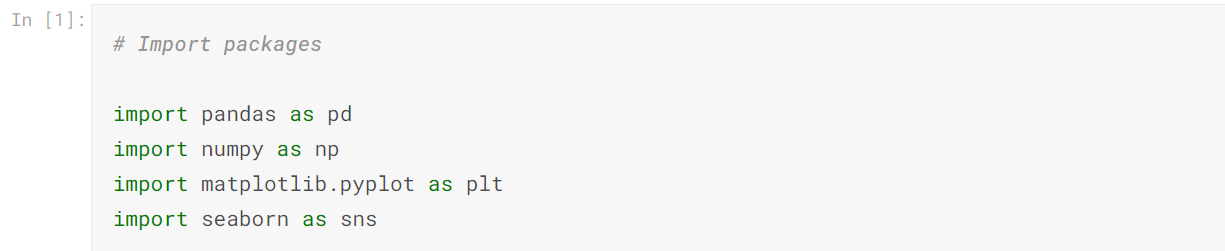 In [1]:
# Import packages
import pandas as pd
import numpy as np
import matplotlib.pyplot as plt
import seaborn as sns